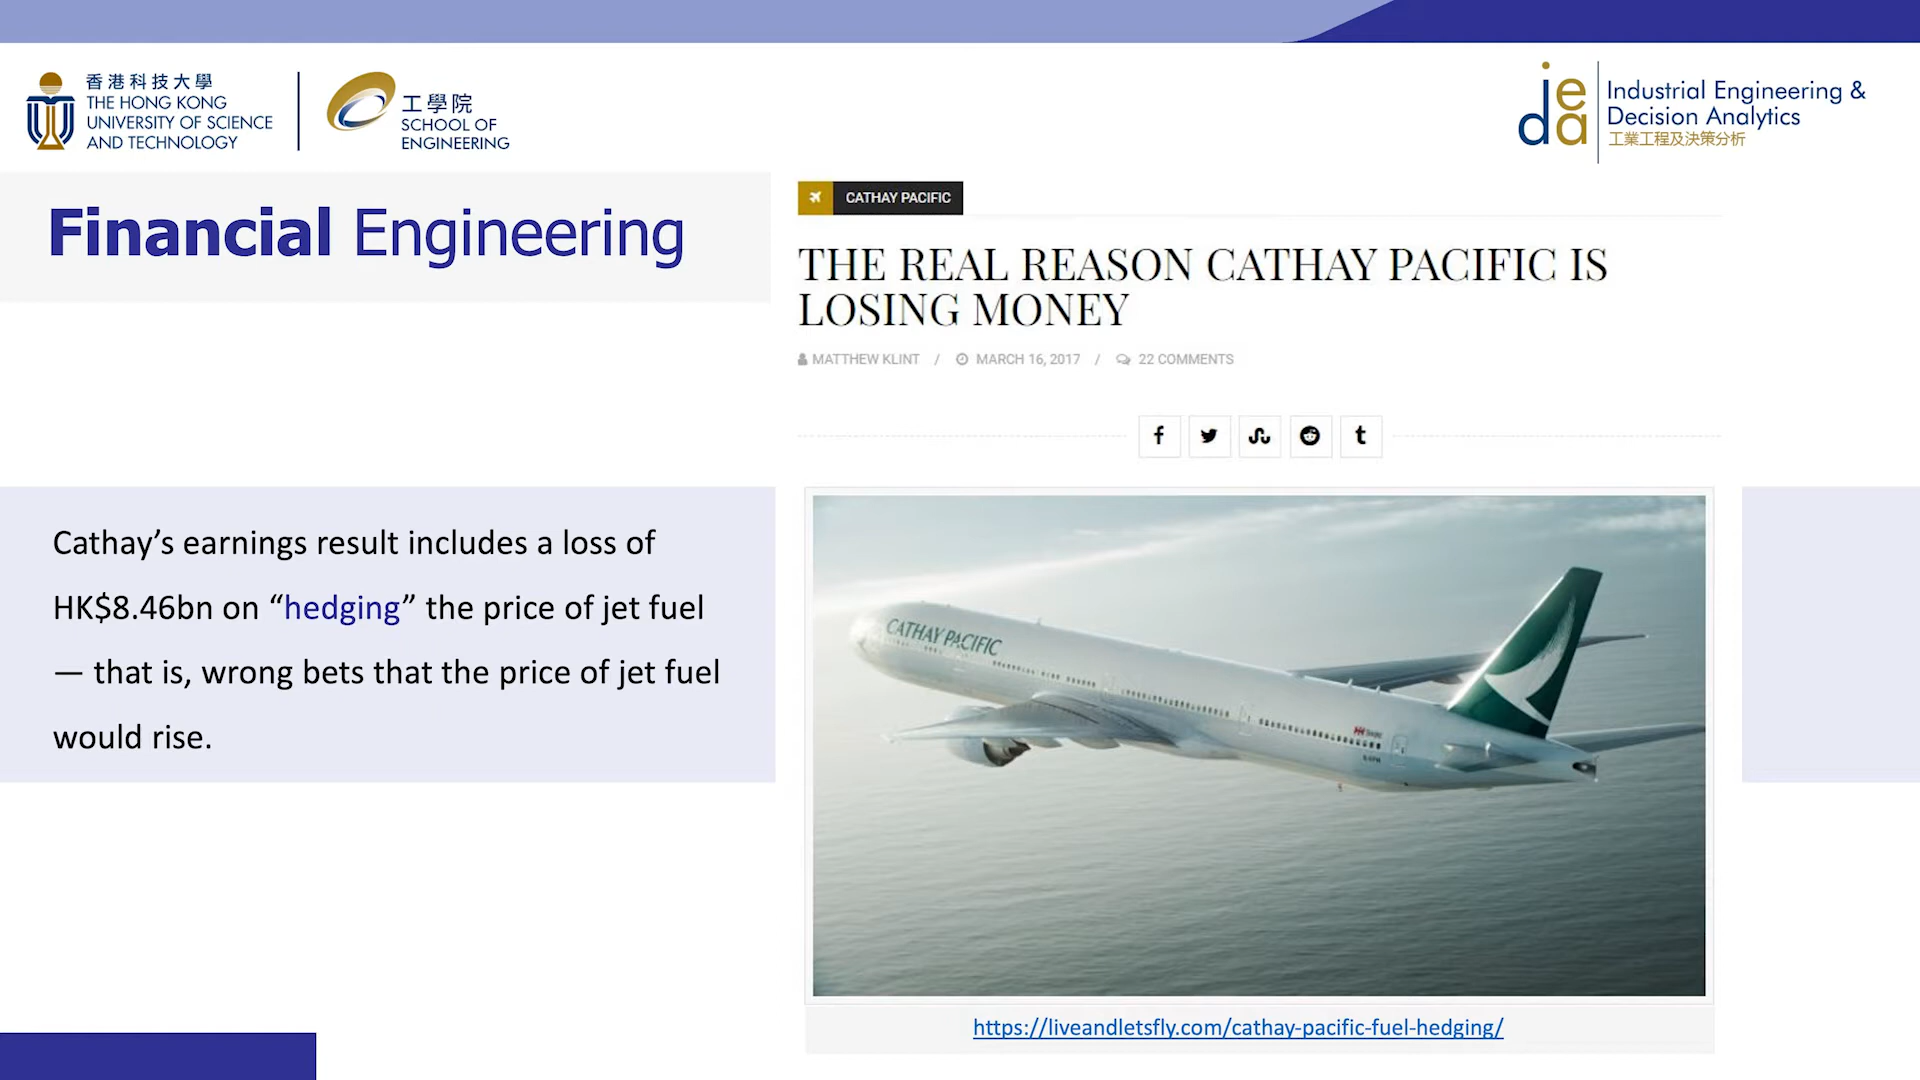 香港科技大學
THE HONG KONG
UNIVERSITY OF SCIENCE
AND TECHNOLOGY
工學院
SCHOOL OF
ENGINEERING
ie
da
Industrial Engineering &
Decision Analytics
工業工程及決策分析
Financial Engineering
CATHAY PACIFIC
THE REAL REASON CATHAY PACIFIC IS
LOSING MONEY
MATTHEW KLINT / MARCH 16, 2017 / 22 COMMENTS
Cathay’s earnings result includes a loss of
HK$8.46bn on “hedging” the price of jet fuel
— that is, wrong bets that the price of jet fuel
would rise.
CATHAY PACIFIC
https://liveandletsfly.com/cathay-pacific-fuel-hedging/